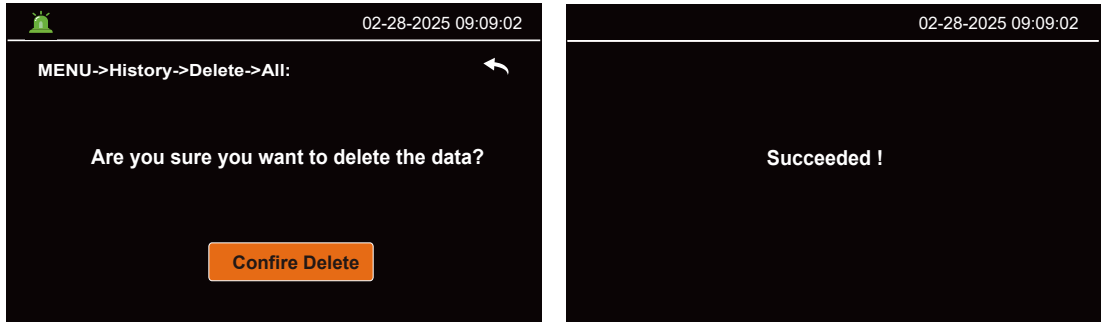 02-28-2025 09:09:02
MENU->History->Delete->All:
Are you sure you want to delete the data?
Confire Delete
02-28-2025 09:09:02
Succeeded !